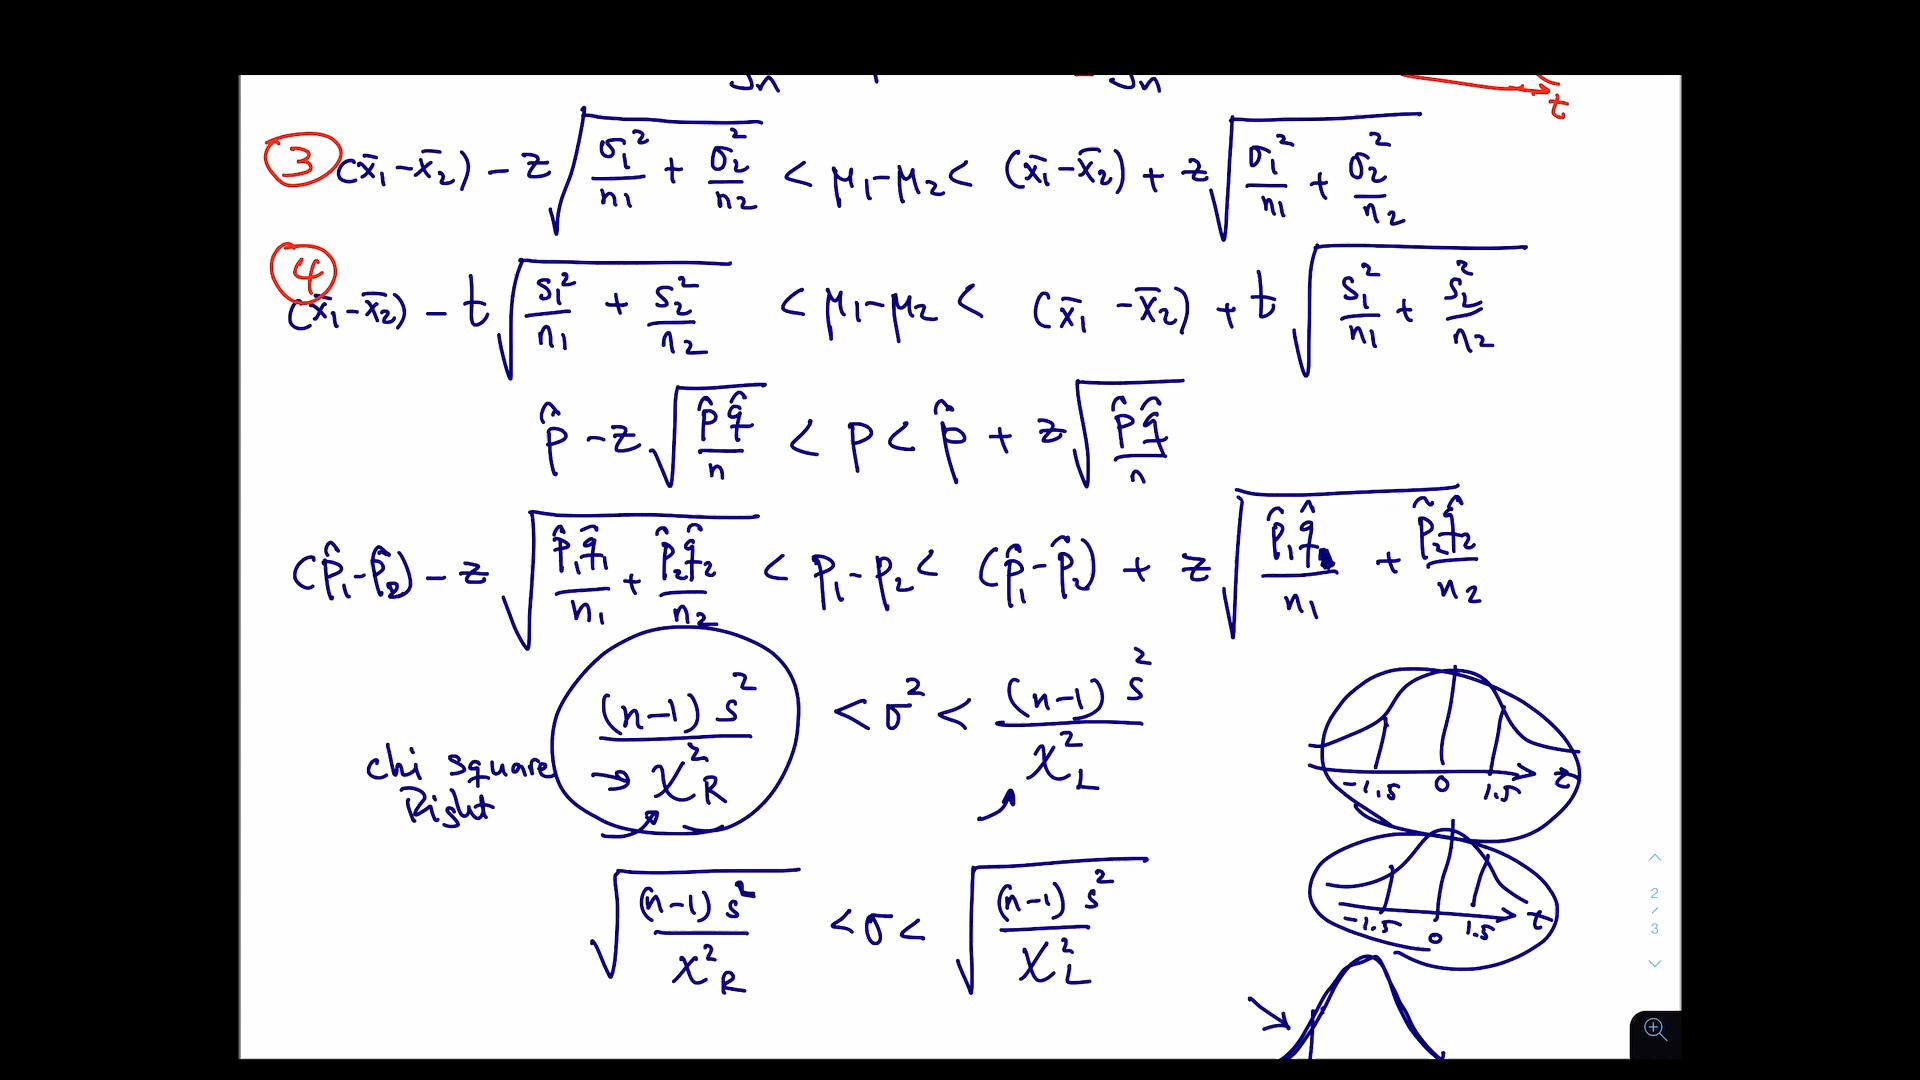 √n √n
t
③ (x̄₁-x̄₂) - z√(σ₁²/n₁ + σ₂²/n₂) < μ₁-μ₂ < (x̄₁-x̄₂) + z√(σ₁²/n₁ + σ₂²/n₂)
④ (x̄₁-x̄₂) - t√(s₁²/n₁ + s₂²/n₂) < μ₁-μ₂ < (x̄₁-x̄₂) + t√(s₁²/n₁ + s₂²/n₂)
p̂ - z√(p̂q̂/n) < p < p̂ + z√(p̂q̂/n)
(p̂₁-p̂₂) - z√(p̂₁q̂₁/n₁ + p̂₂q̂₂/n₂) < p₁-p₂ < (p̂₁-p̂₂) + z√(p̂₁q̂₁/n₁ + p̂₂q̂₂/n₂)
(n-1) s²/χ²R < σ² < (n-1) s²/χ²L
chi square
Right
-1.5 0 1.5 z
√((n-1) s²/χ²R) < σ < √((n-1) s²/χ²L)
-1.5 0 1.5 t
2
/
3